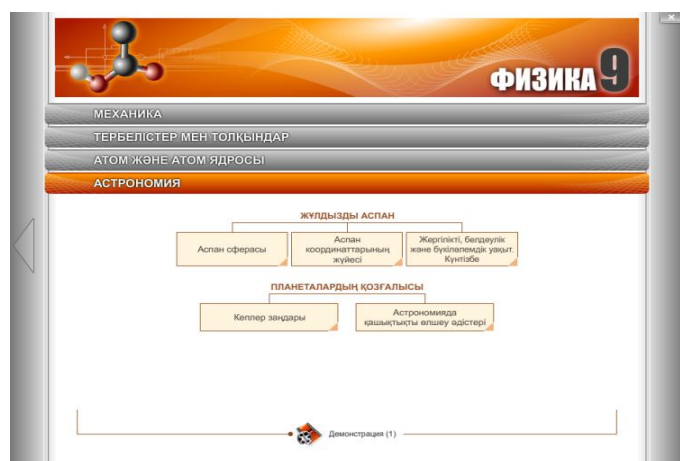 ФИЗИКА 9
МЕХАНИКА
ТЕРБЕЛІСТЕР МЕН ТОЛҚЫНДАР
АТОМ ЖӘНЕ АТОМ ЯДРОСЫ
АСТРОНОМИЯ
ЖҰЛДЫЗДЫ АСПАН
Аспан сферасы
Аспан
координаттарының
жүйесі
Жергілікті, белдеулік
және бүкіләлемдік уақыт.
Күнтізбе
ПЛАНЕТАЛАРДЫҢ ҚОЗҒАЛЫСЫ
Кеплер заңдары
Астрономияда
қашықтықты өлшеу әдістері
Демонстрация (1)